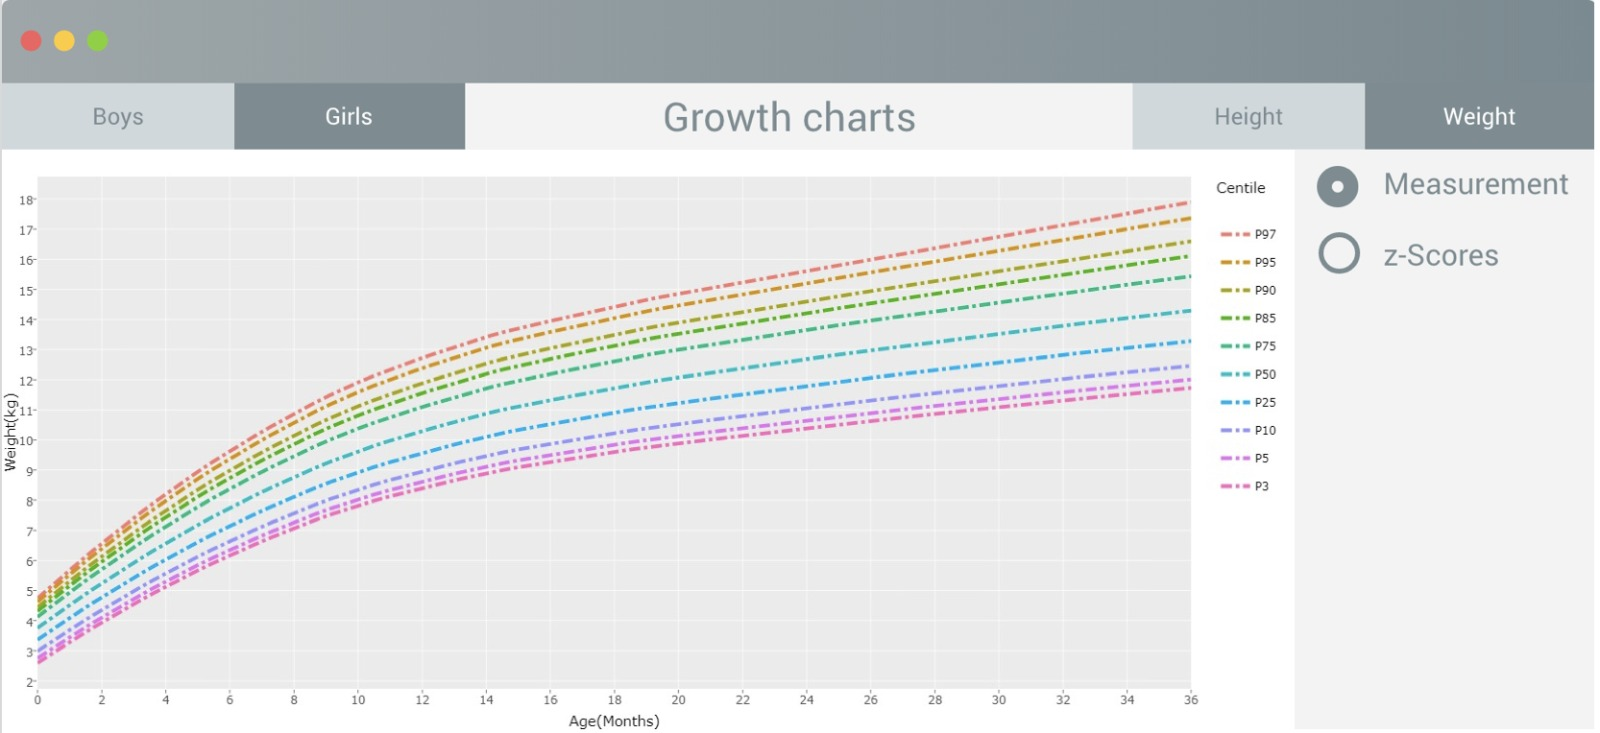 Boys Girls Growth charts Height Weight
Measurement
z-Scores
Centile
P97
P95
P90
P85
P75
P50
P25
P10
P5
P3
Weight(kg)
18
17
16
15
14
13
12
11
10
9
8
7
6
5
4
3
2
0 2 4 6 8 10 12 14 16 18 20 22 24 26 28 30 32 34 36
Age(Months)